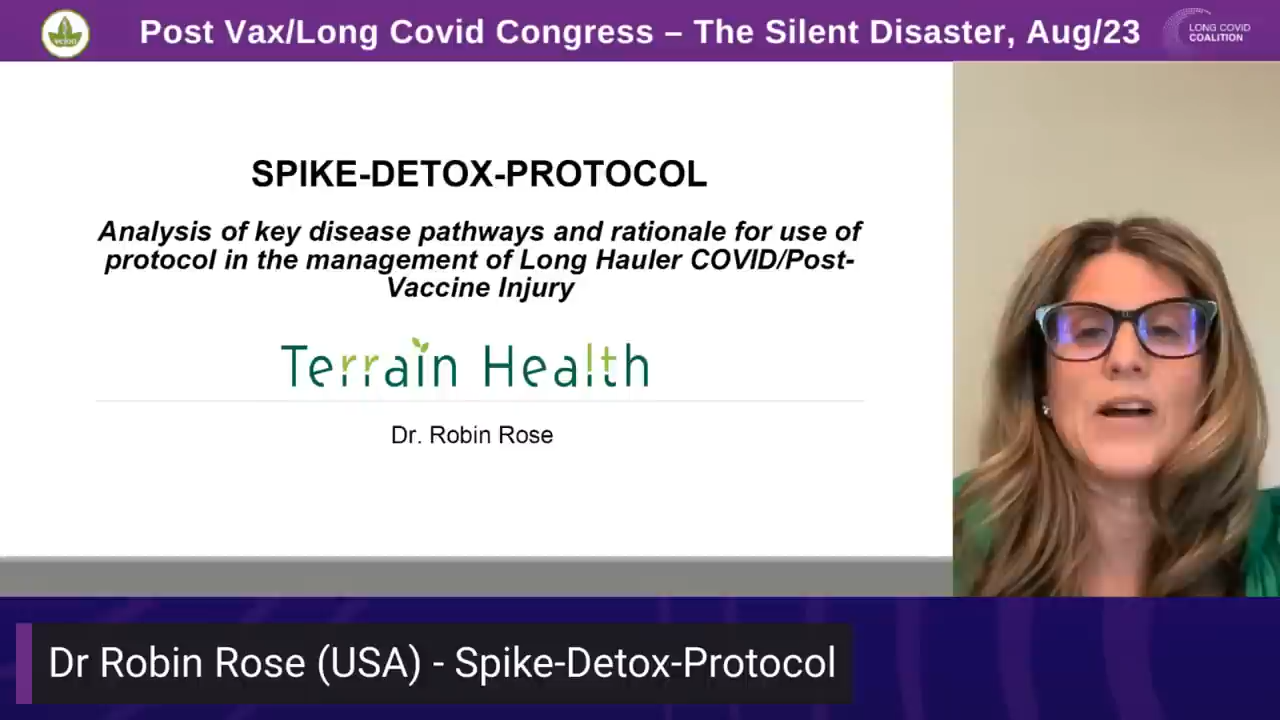 Post Vax/Long Covid Congress – The Silent Disaster, Aug/23
LONG COVID
COALITION
SPIKE-DETOX-PROTOCOL
Analysis of key disease pathways and rationale for use of
protocol in the management of Long Hauler COVID/Post-
Vaccine Injury
Terrain Health
Dr. Robin Rose
Dr Robin Rose (USA) - Spike-Detox-Protocol